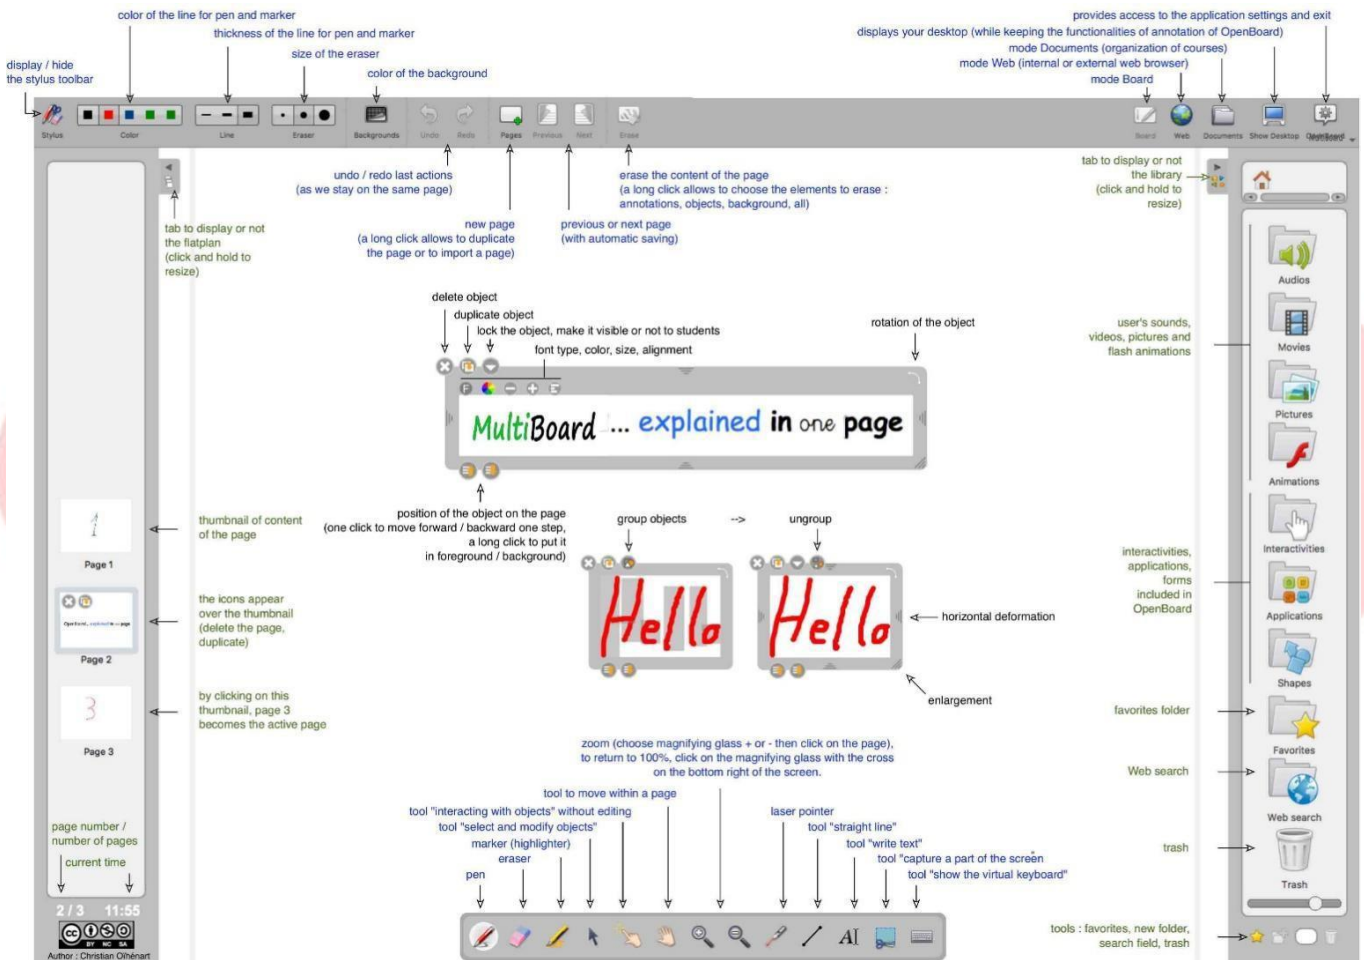 color of the line for pen and marker
thickness of the line for pen and marker
size of the eraser
color of the background
display / hide
the stylus toolbar
provides access to the application settings and exit
displays your desktop (while keeping the functionalities of annotation of OpenBoard)
mode Documents (organization of courses)
mode Web (internal or external web browser)
mode Board
Stylus
Color
Line
Eraser
Backgrounds
Undo
Redo
Pages
Previous
Next
Erase
Board
Web
Documents
Show Desktop
undo / redo last actions
(as we stay on the same page)
new page
(a long click allows to duplicate
the page or to import a page)
previous or next page
(with automatic saving)
erase the content of the page
(a long click allows to choose the elements to erase :
annotations, objects, background, all)
tab to display or not
the library
(click and hold to
resize)
tab to display or not
the flatplan
(click and hold to
resize)
delete object
duplicate object
lock the object, make it visible or not to students
font type, color, size, alignment
rotation of the object
MultiBoard ... explained in one page
position of the object on the page
(one click to move forward / backward one step,
a long click to put it
in foreground / background)
group objects
-->
ungroup
Hello
Hello
horizontal deformation
enlargement
1
Page 1
thumbnail of content
of the page
OpenBoard... explained in one page
Page 2
the icons appear
over the thumbnail
(delete the page,
duplicate)
3
Page 3
by clicking on this
thumbnail, page 3
becomes the active page
page number /
number of pages
current time
2 / 3
11:55
cc
BY NC SA
Author : Christian Oïhénart
zoom (choose magnifying glass + or - then click on the page),
to return to 100%, click on the magnifying glass with the cross
on the bottom right of the screen.
tool to move within a page
tool "interacting with objects" without editing
tool "select and modify objects"
marker (highlighter)
eraser
pen
laser pointer
tool "straight line"
tool "write text"
tool "capture a part of the screen
tool "show the virtual keyboard"
AI
user's sounds,
videos, pictures and
flash animations
interactivities,
applications,
forms
included in
OpenBoard
favorites folder
Web search
trash
tools : favorites, new folder,
search field, trash
Audios
Movies
Pictures
Animations
Interactivities
Applications
Shapes
Favorites
Web search
Trash